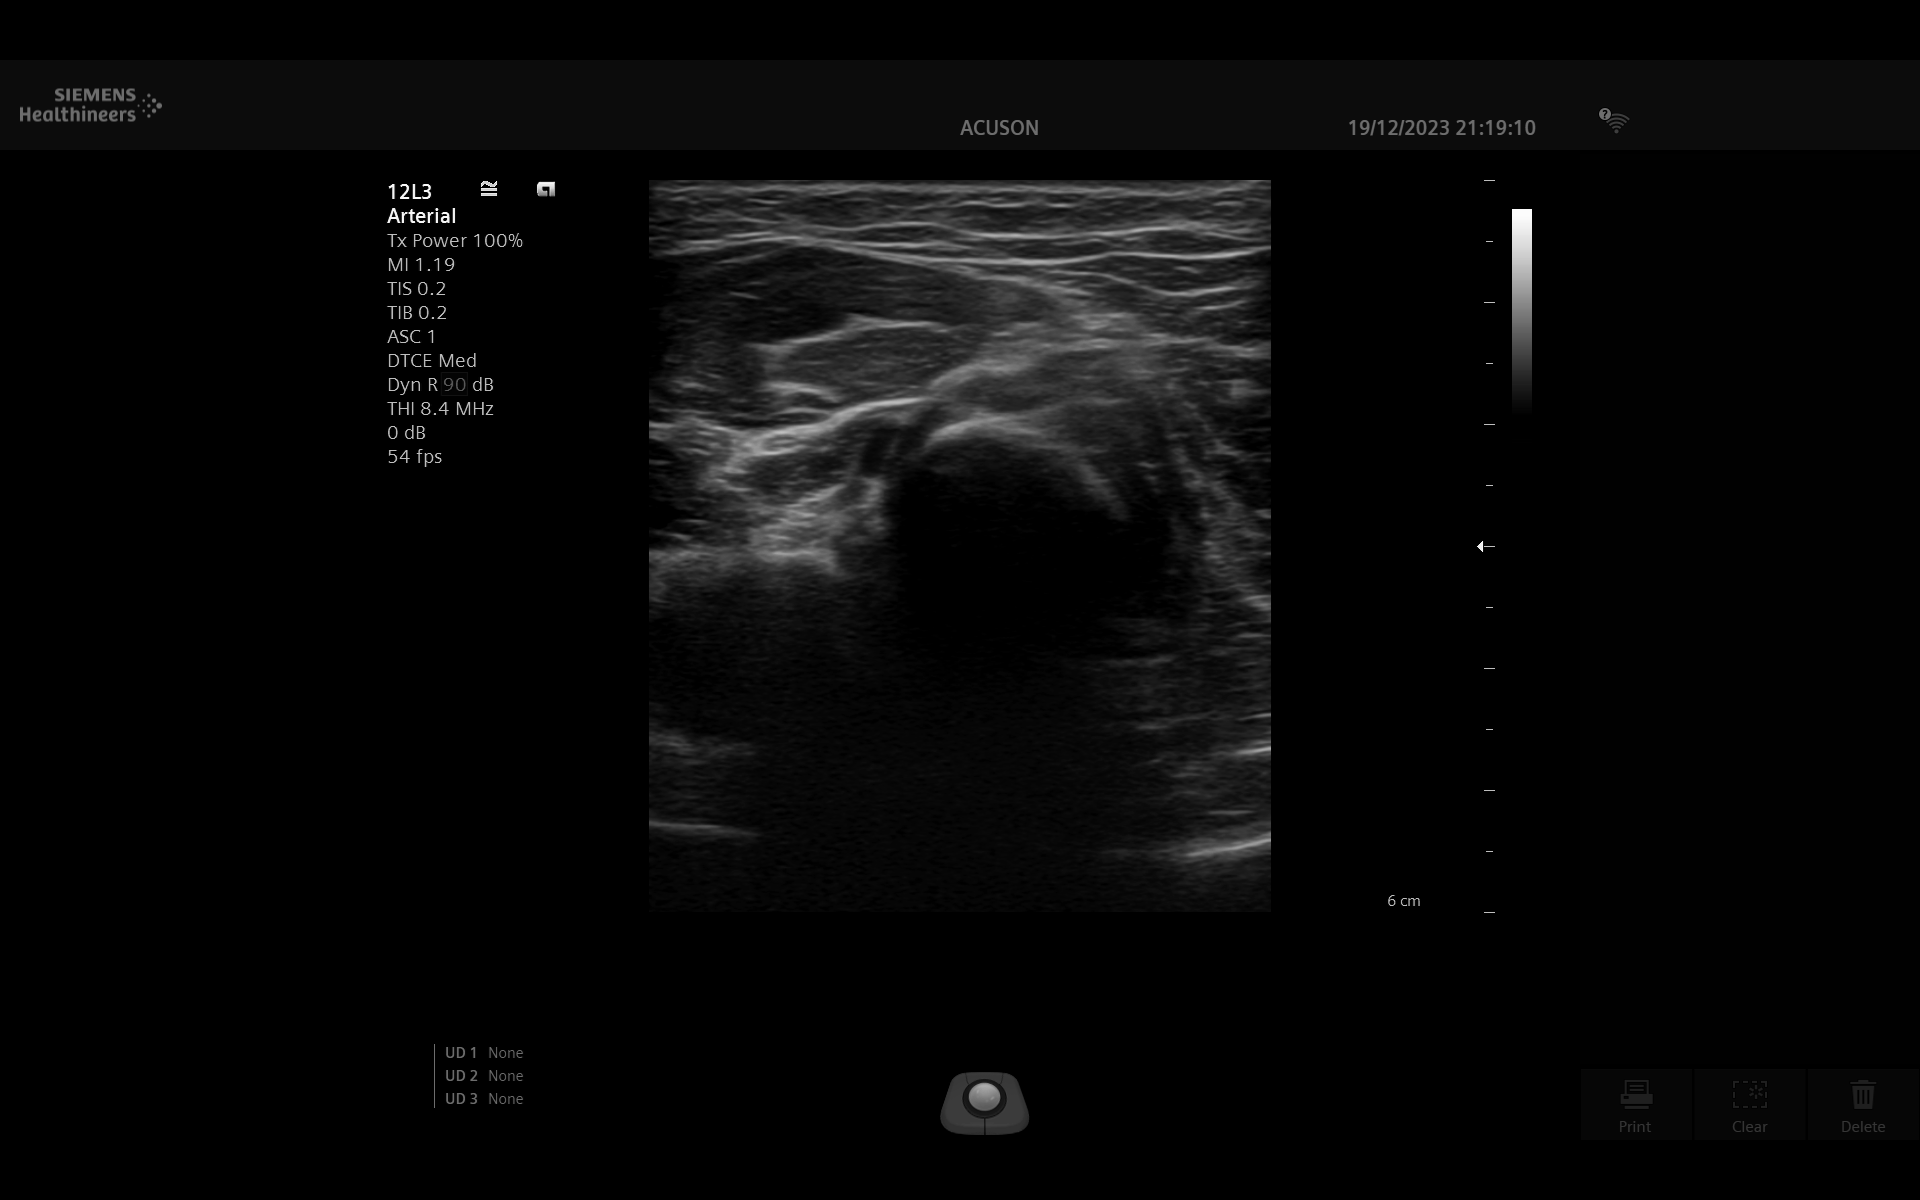 SIEMENS
Healthineers
ACUSON
19/12/2023 21:19:10
12L3
Arterial
Tx Power 100%
MI 1.19
TIS 0.2
TIB 0.2
ASC 1
DTCE Med
Dyn R 90 dB
THI 8.4 MHz
0 dB
54 fps
6 cm
UD 1 None
UD 2 None
UD 3 None
Print
Clear
Delete